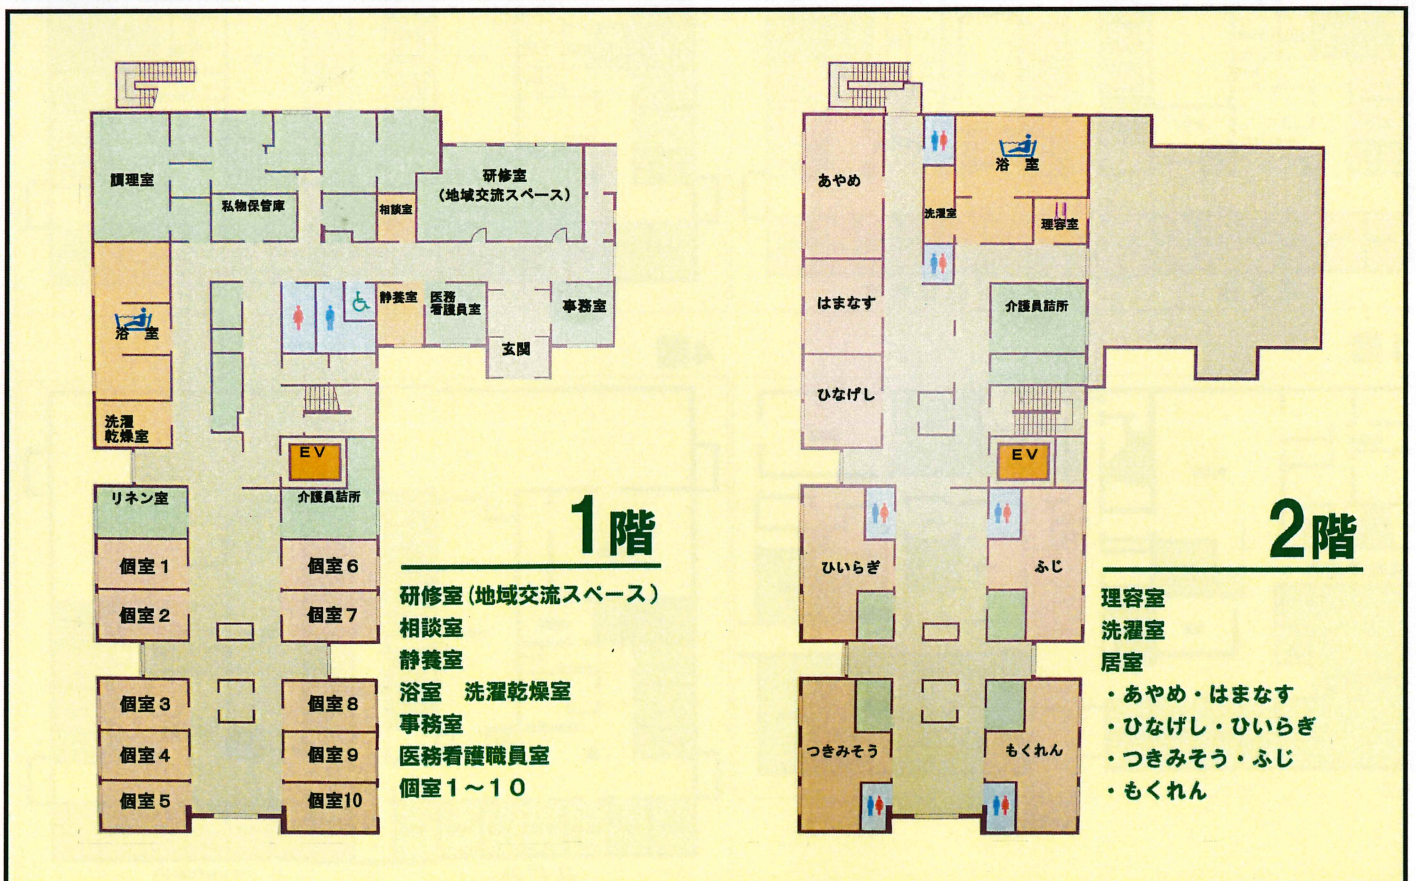 調理室
私物保管庫
相談室
研修室
(地域交流スペース)
浴室
静養室
医務
看護員室
事務室
玄関
洗濯
乾燥室
EV
リネン室
介護員詰所
個室1
個室2
個室3
個室4
個室5
個室6
個室7
個室8
個室9
個室10
1階
研修室(地域交流スペース)
相談室
静養室
浴室 洗濯乾燥室
事務室
医務看護職員室
個室1~10
あやめ
浴室
洗濯室
理容室
はまなす
介護員詰所
ひなげし
EV
ひいらぎ
ふじ
つきみそう
もくれん
2階
理容室
洗濯室
居室
・あやめ・はまなす
・ひなげし・ひいらぎ
・つきみそう・ふじ
・もくれん